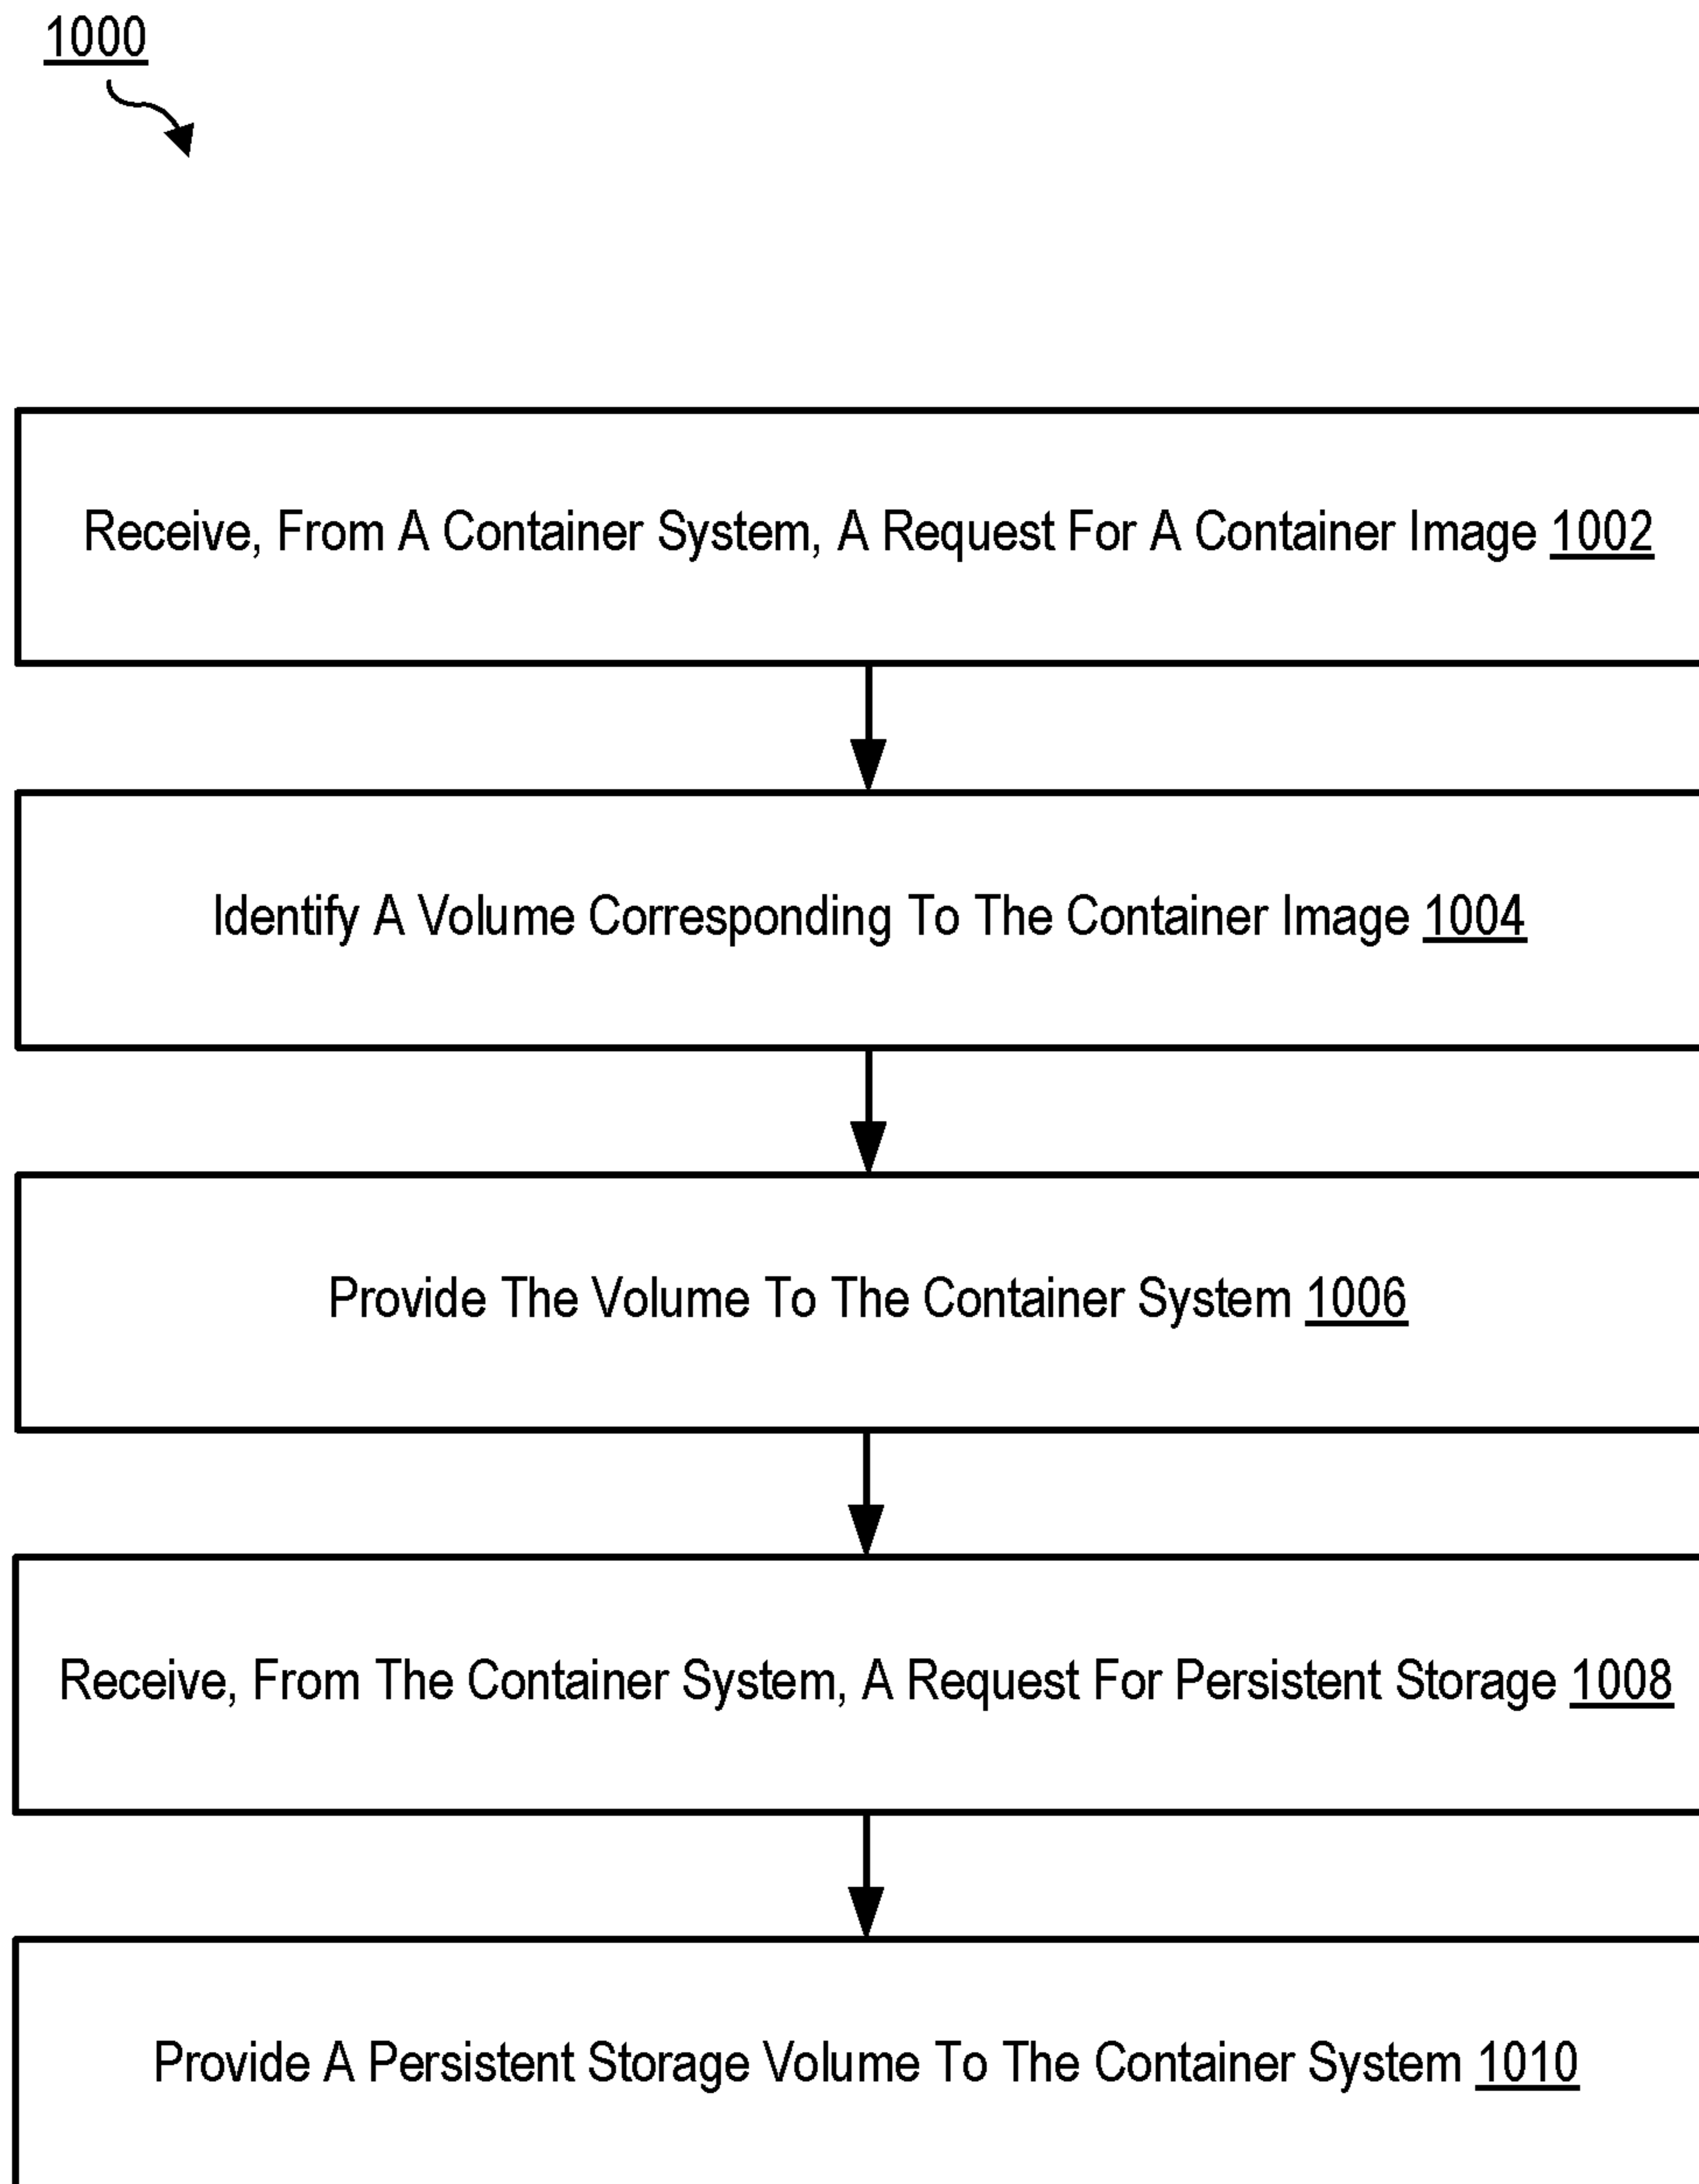 1000
Receive, From A Container System, A Request For A Container Image 1002
Identify A Volume Corresponding To The Container Image 1004
Provide The Volume To The Container System 1006
Receive, From The Container System, A Request For Persistent Storage 1008
Provide A Persistent Storage Volume To The Container System 1010